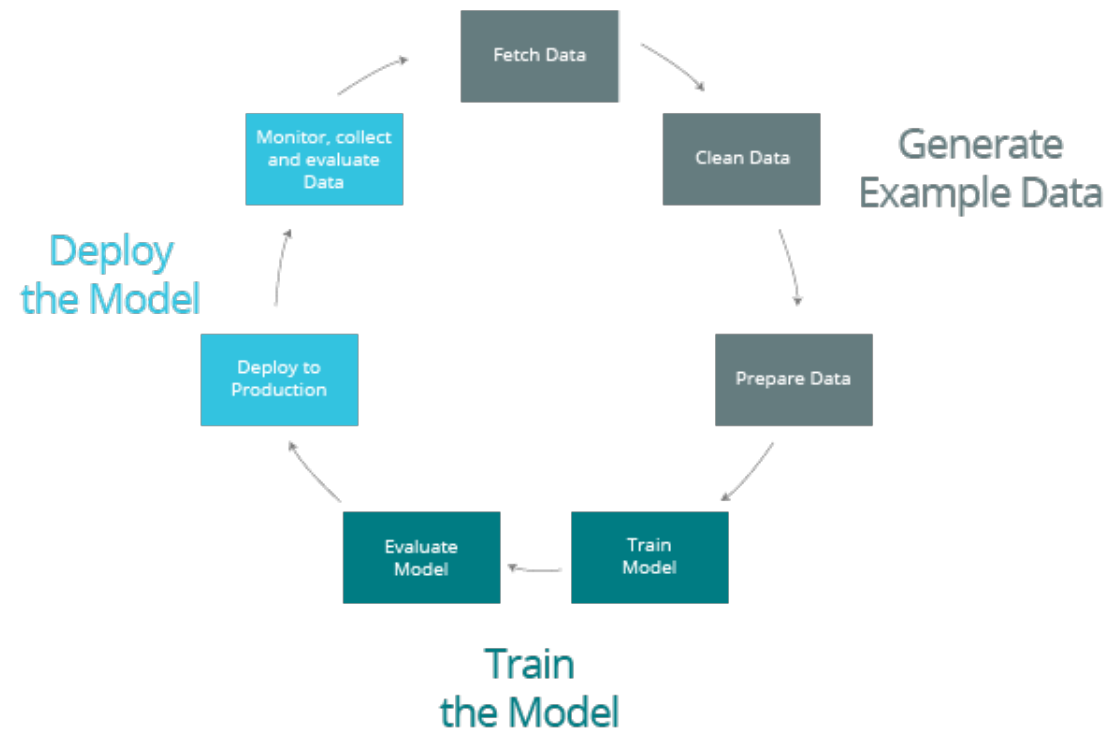 Fetch Data
Clean Data
Generate
Example Data
Prepare Data
Train
Model
Evaluate
Model
Train
the Model
Deploy to
Production
Deploy
the Model
Monitor, collect
and evaluate
Data